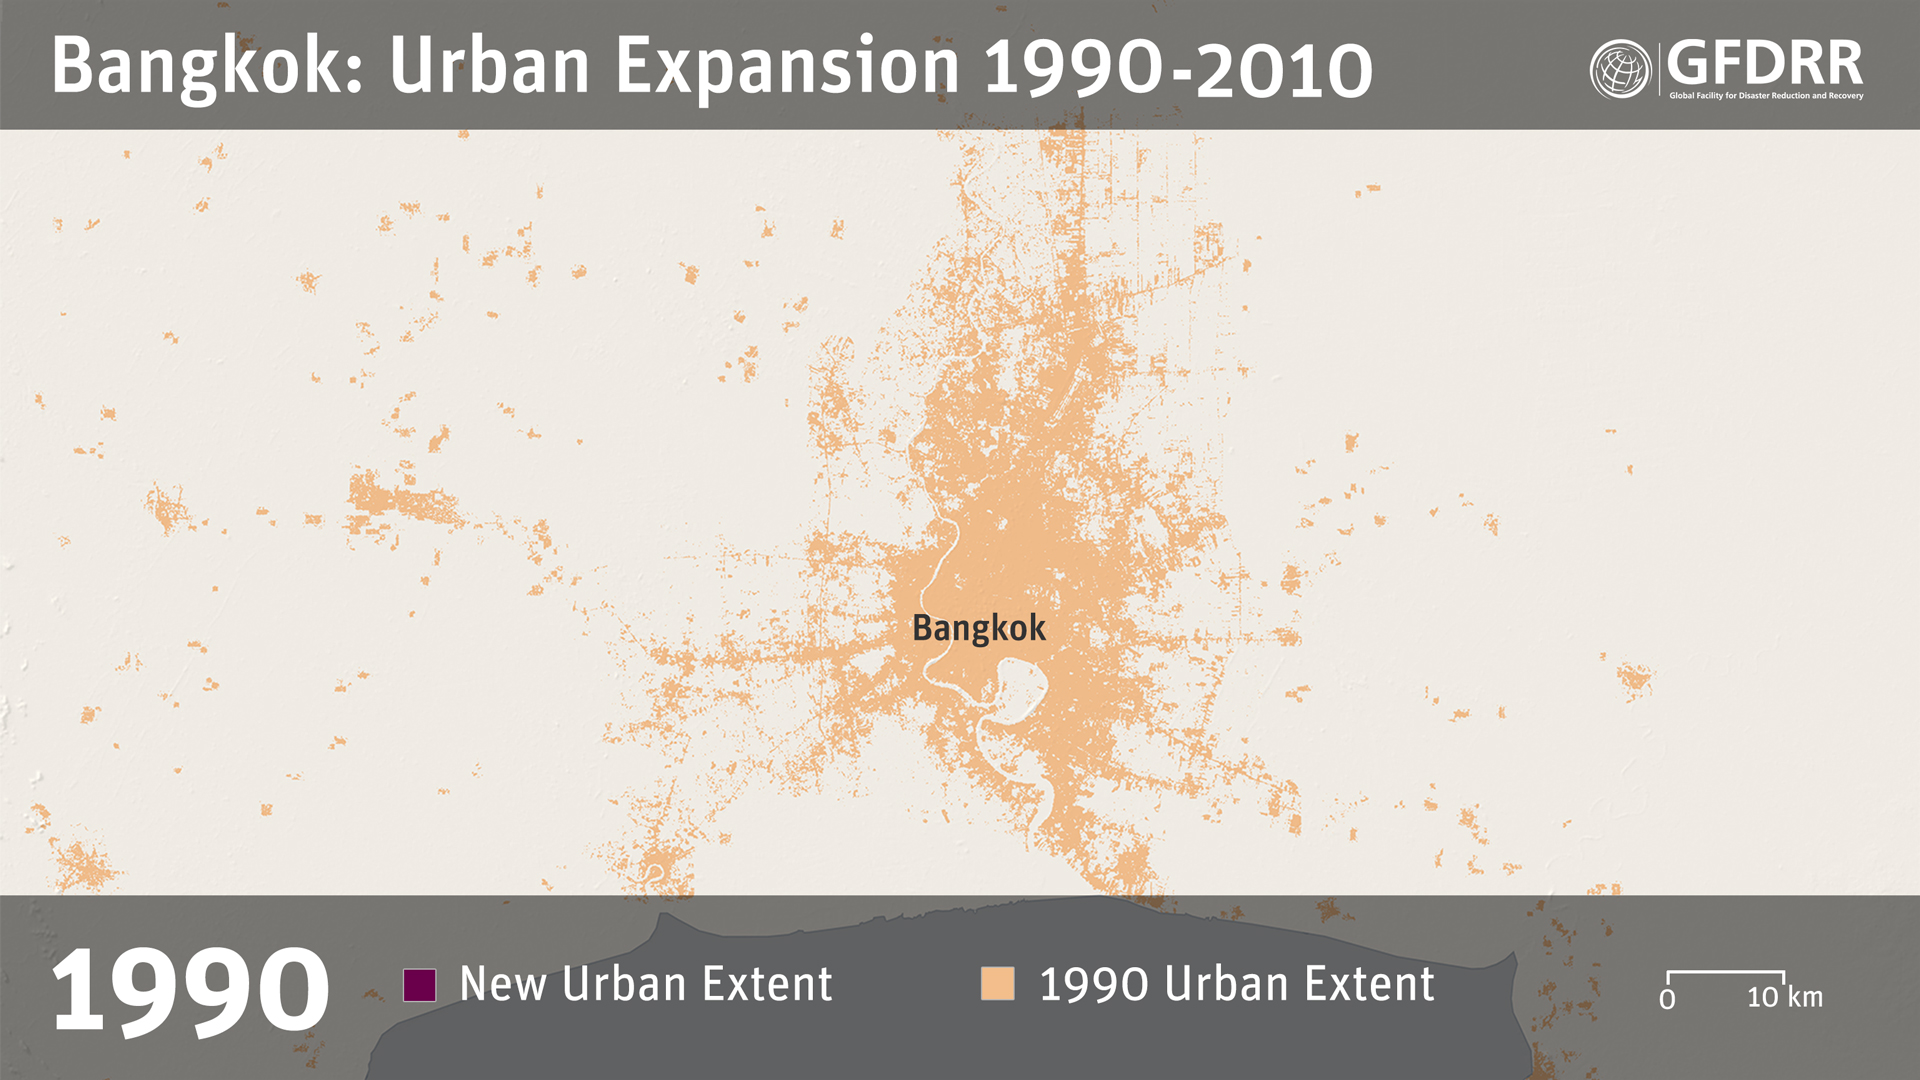 Bangkok: Urban Expansion 1990-2010
GFDRR
Global Facility for Disaster Reduction and Recovery
Bangkok
1990
New Urban Extent
1990 Urban Extent
0 10 km